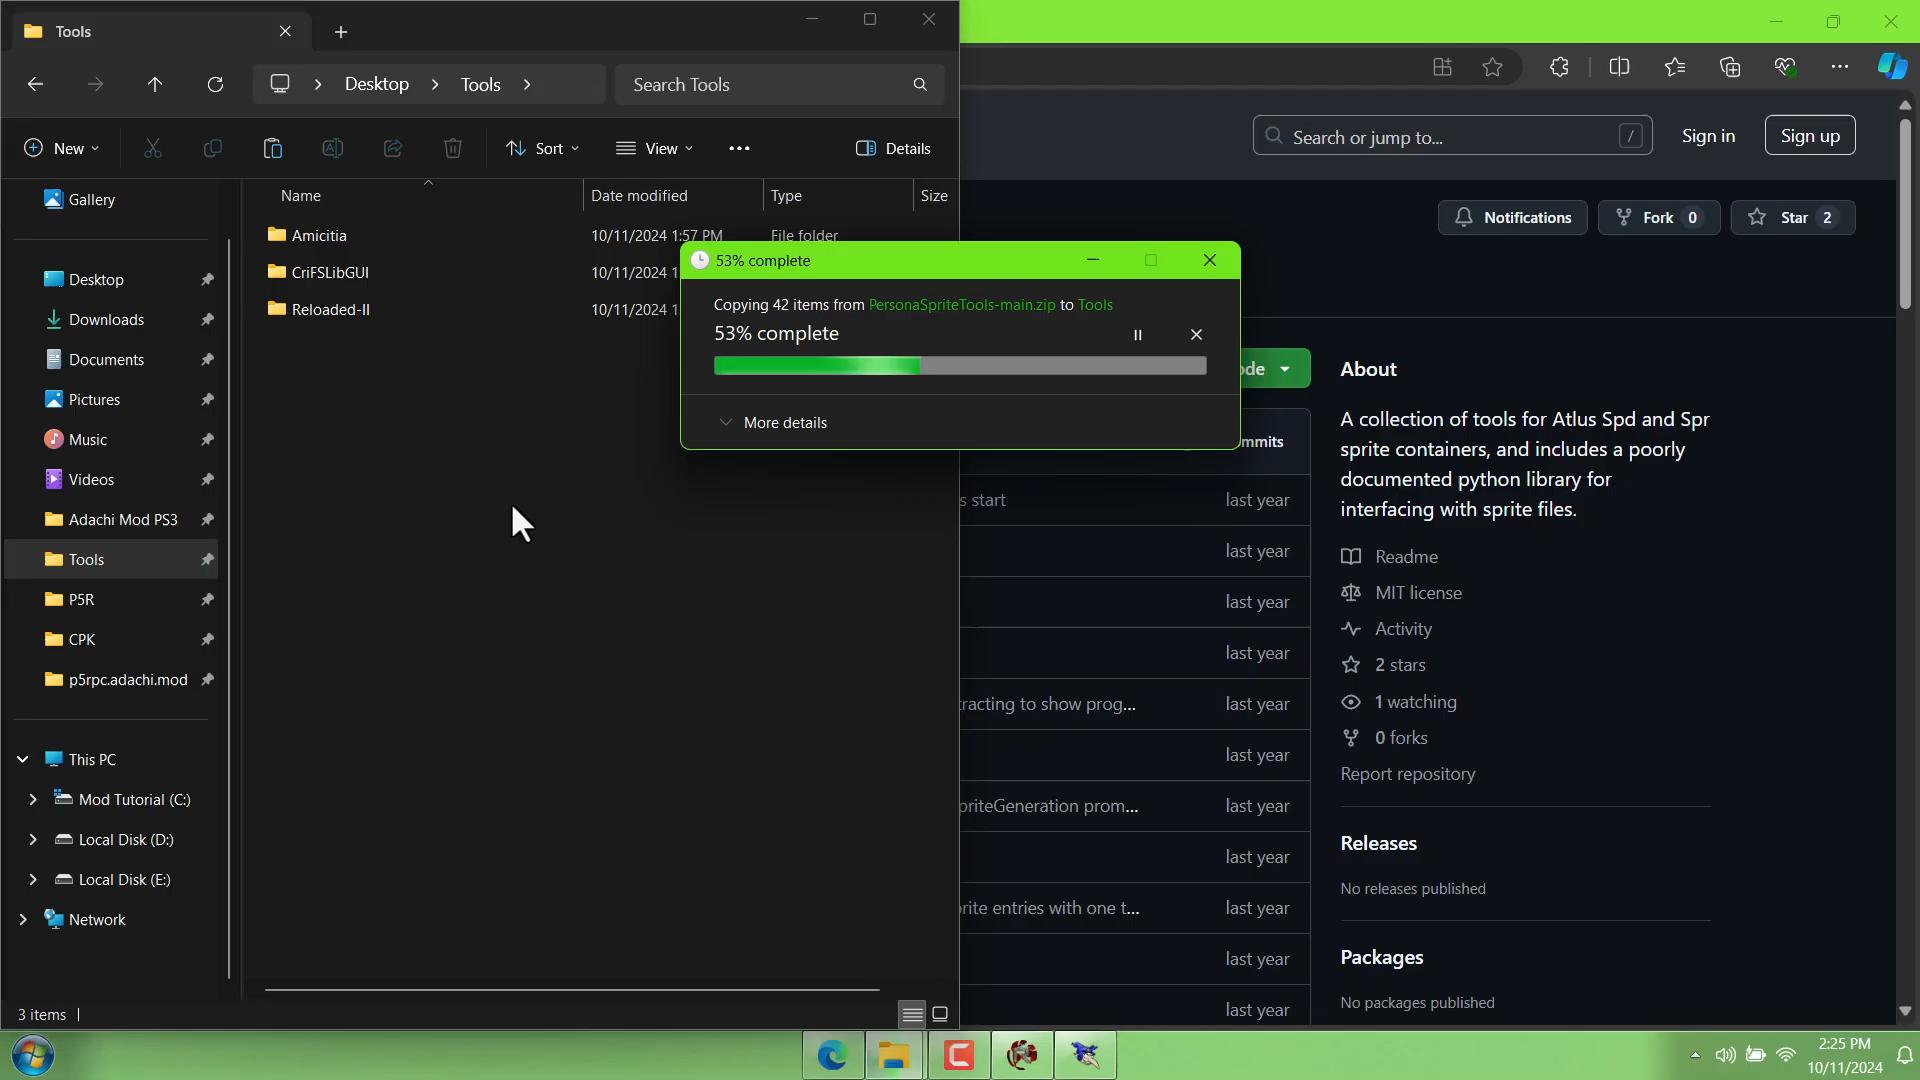 Tools
Desktop
Tools
Search Tools
New
Sort
View
Details
Gallery
Desktop
Downloads
Documents
Pictures
Music
Videos
Adachi Mod PS3
Tools
P5R
CPK
p5rpc.adachi.mod
This PC
Mod Tutorial (C:)
Local Disk (D:)
Local Disk (E:)
Network
3 items
Name
Date modified
Type
Size
Amicitia
10/11/2024 1:57 PM
File folder
CriFSLibGUI
10/11/2024 1
Reloaded-II
10/11/2024 1
53% complete
Copying 42 items from PersonaSpriteTools-main.zip to Tools
53% complete
More details
Search or jump to...
/
Sign in
Sign up
Notifications
Fork 0
Star 2
ode
mmits
s start
last year
last year
last year
last year
tracting to show prog...
last year
last year
priteGeneration prom...
last year
last year
prite entries with one t...
last year
last year
last year
About
A collection of tools for Atlus Spd and Spr
sprite containers, and includes a poorly
documented python library for
interfacing with sprite files.
Readme
MIT license
Activity
2 stars
1 watching
0 forks
Report repository
Releases
No releases published
Packages
No packages published
2:25 PM
10/11/2024